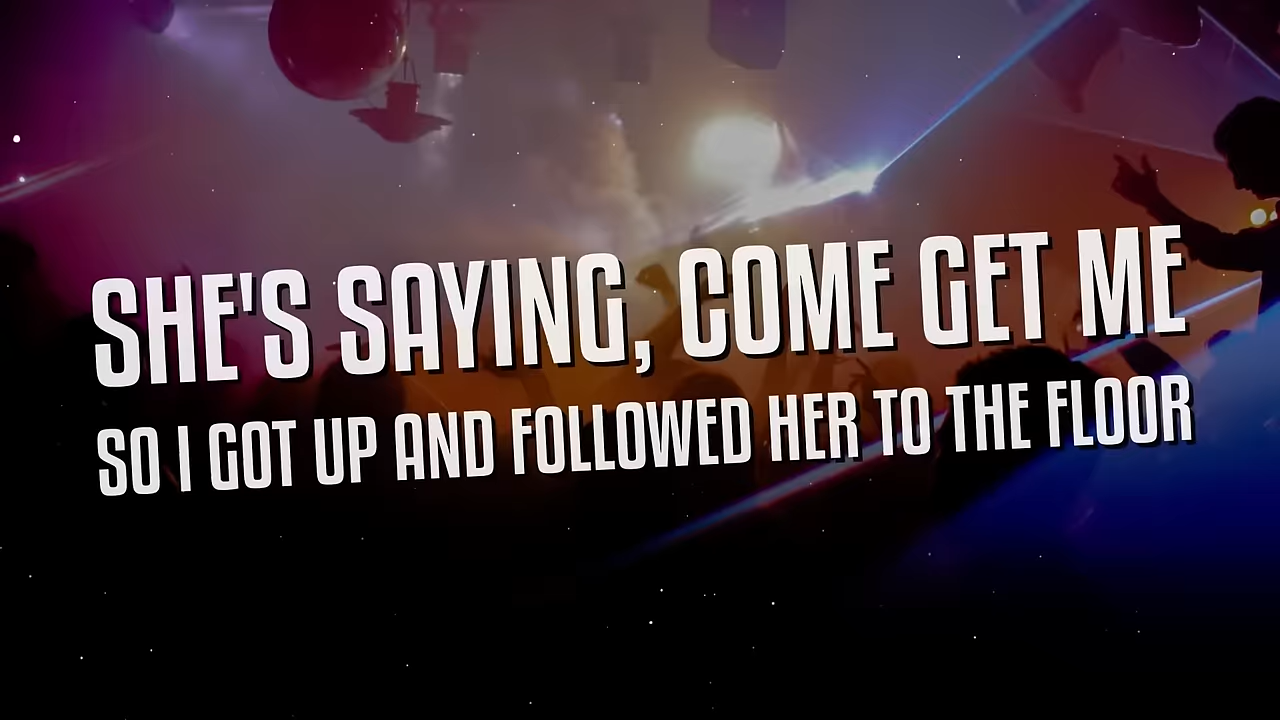 SHE'S SAYING, COME GET ME
SO I GOT UP AND FOLLOWED HER TO THE FLOOR